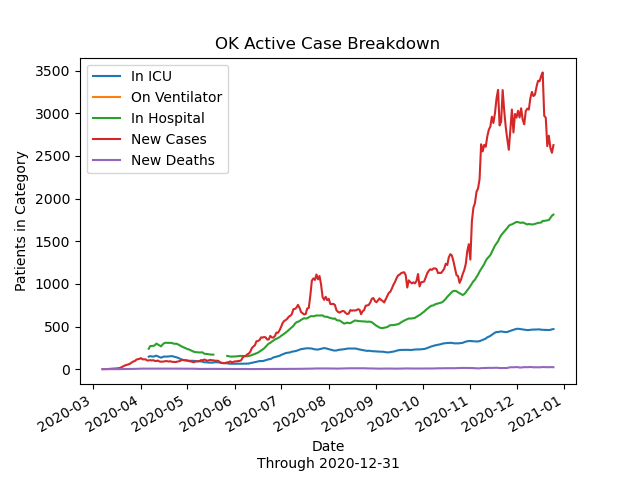 OK Active Case Breakdown
In ICU
On Ventilator
In Hospital
New Cases
New Deaths
Patients in Category
3500
3000
2500
2000
1500
1000
500
0
2020-03
2020-04
2020-05
2020-06
2020-07
2020-08
2020-09
2020-10
2020-11
2020-12
2021-01
Date
Through 2020-12-31